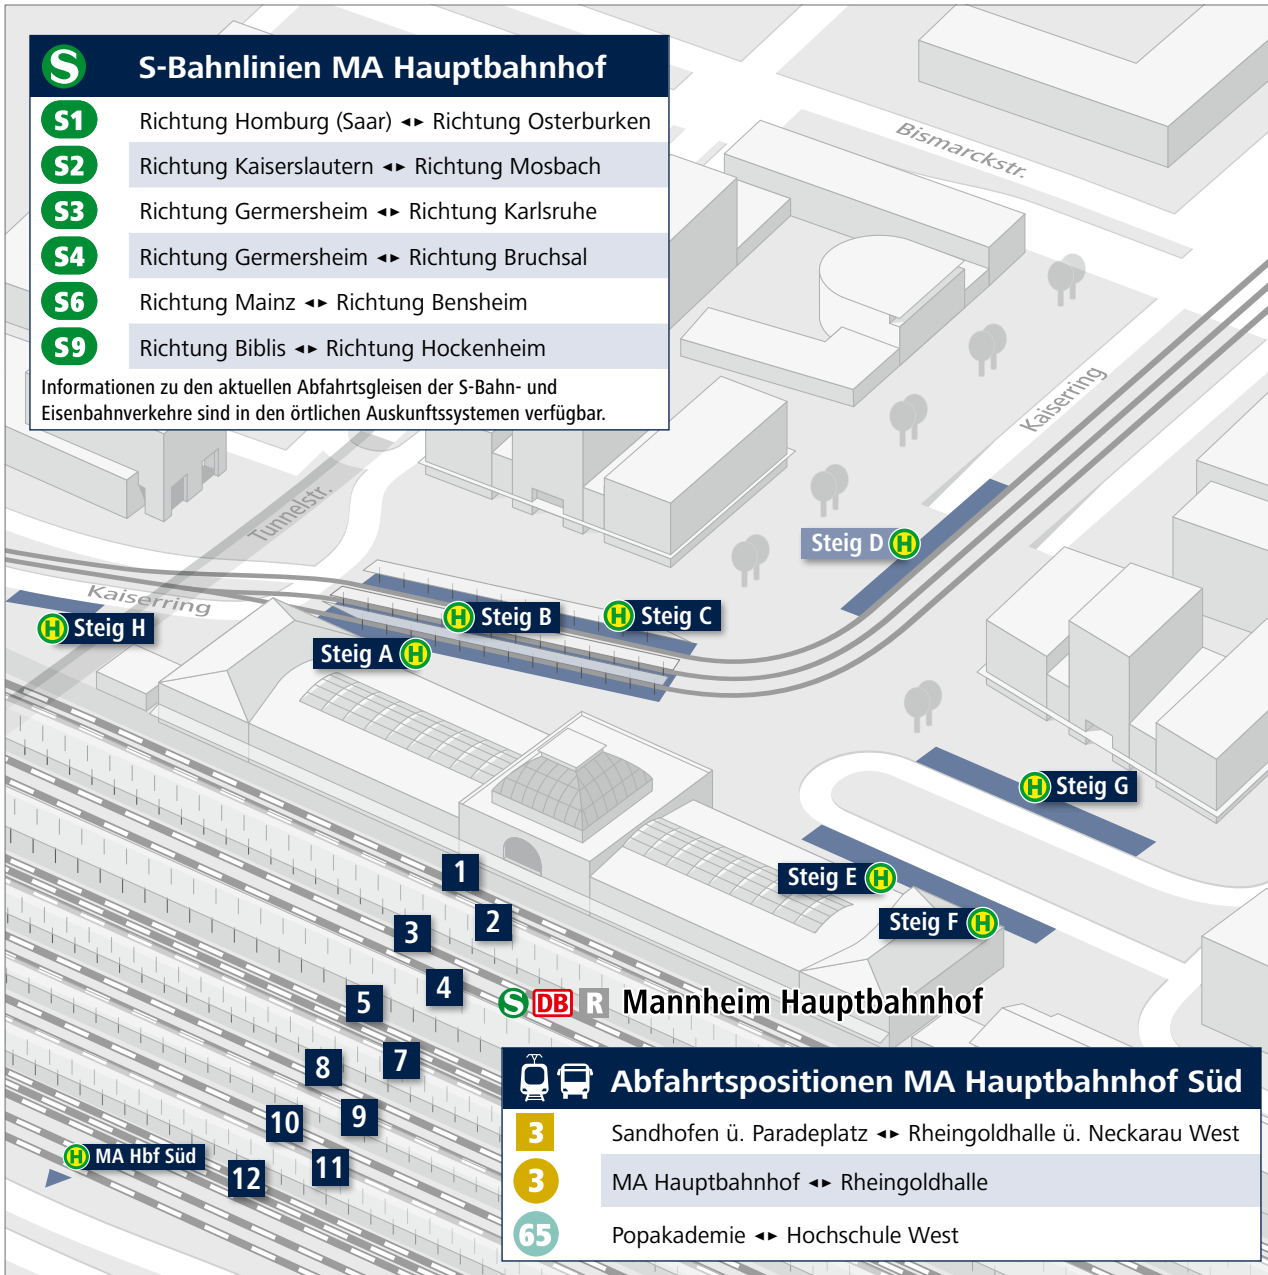 S S-Bahnlinien MA Hauptbahnhof
S1 Richtung Homburg (Saar) ◄► Richtung Osterburken
S2 Richtung Kaiserslautern ◄► Richtung Mosbach
S3 Richtung Germersheim ◄► Richtung Karlsruhe
S4 Richtung Germersheim ◄► Richtung Bruchsal
S6 Richtung Mainz ◄► Richtung Bensheim
S9 Richtung Biblis ◄► Richtung Hockenheim
Informationen zu den aktuellen Abfahrtsgleisen der S-Bahn- und
Eisenbahnverkehre sind in den örtlichen Auskunftssystemen verfügbar.
Bismarckstr.
Kaiserring
Tunnelstr.
Steig D H
Kaiserring
H Steig H
H Steig B
H Steig C
Steig A H
H Steig G
Steig E H
Steig F H
1
2
3
4
5
7
8
9
10
11
12
S DB R Mannheim Hauptbahnhof
H MA Hbf Süd
Abfahrtspositionen MA Hauptbahnhof Süd
3 Sandhofen ü. Paradeplatz ◄► Rheingoldhalle ü. Neckarau West
3 MA Hauptbahnhof ◄► Rheingoldhalle
65 Popakademie ◄► Hochschule West